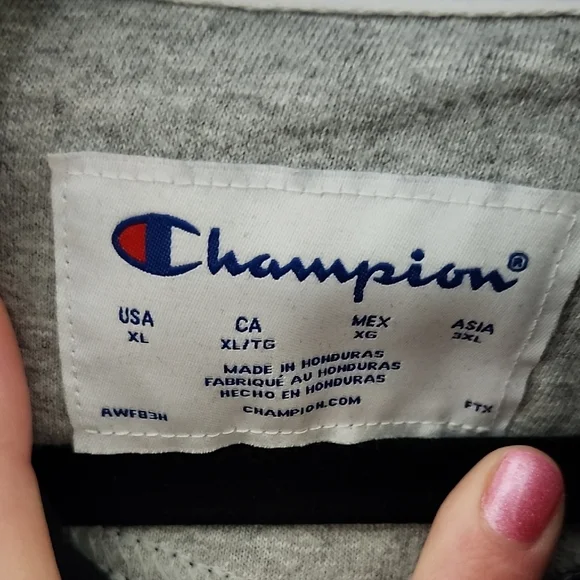 Champion®
USA CA MEX ASIA
XL XL/TG XG 3XL
MADE IN HONDURAS
FABRIQUÉ AU HONDURAS
HECHO EN HONDURAS
CHAMPION.COM
AWFB3H FTX